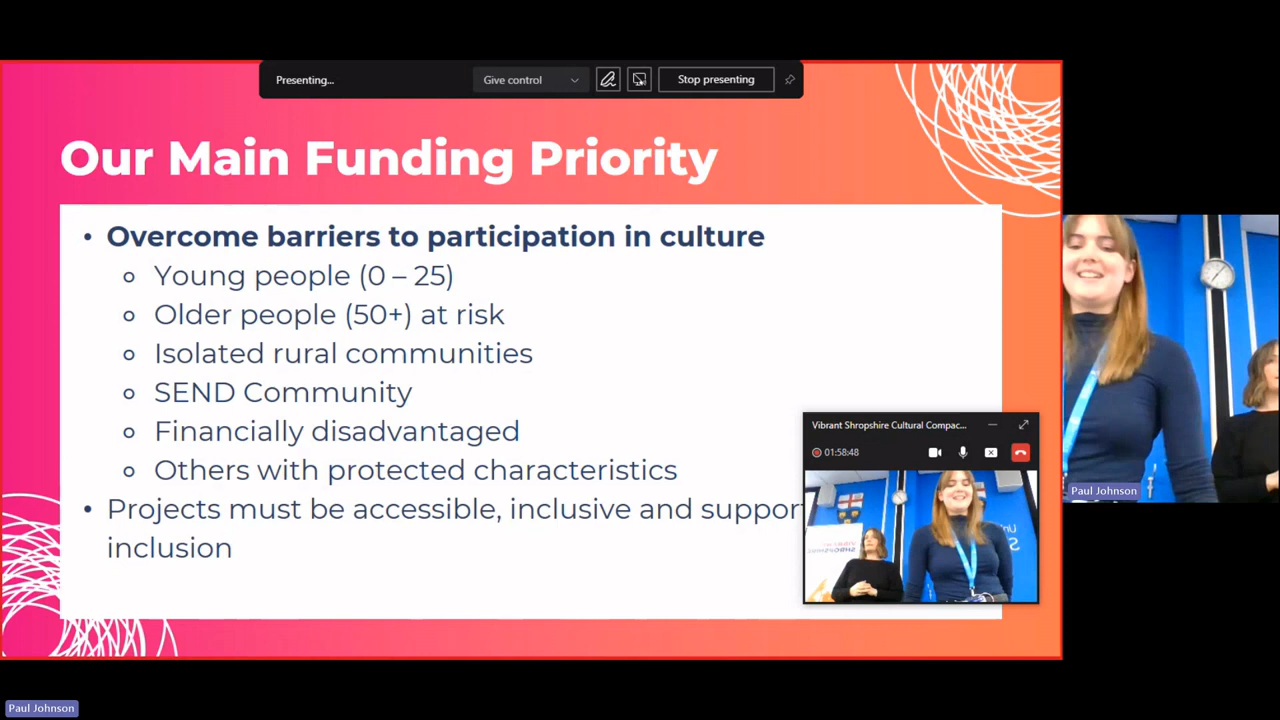 Presenting...
Give control
Stop presenting
Our Main Funding Priority
• Overcome barriers to participation in culture
Young people (0 – 25)
Older people (50+) at risk
Isolated rural communities
SEND Community
Financially disadvantaged
Others with protected characteristics
• Projects must be accessible, inclusive and suppor
inclusion
Vibrant Shropshire Cultural Compac...
01:58:48
Paul Johnson
Paul Johnson